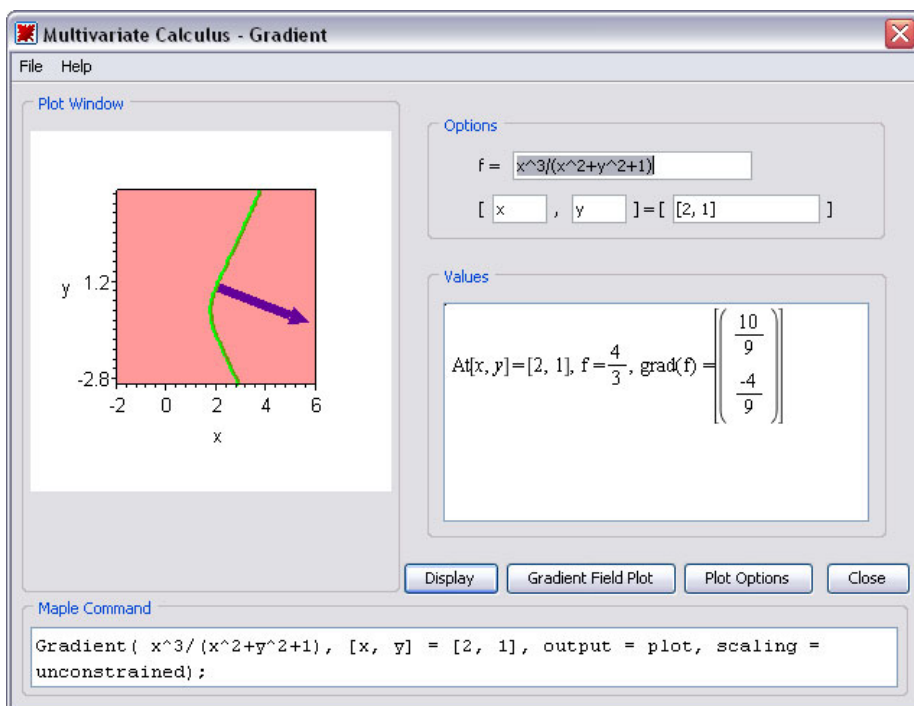 Multivariate Calculus - Gradient
File Help
Plot Window
y
1.2
-2.8
-2 0 2 4 6
x
Options
f = x^3/(x^2+y^2+1)
[ x , y ] = [ [2, 1] ]
Values
At[x, y]=[2, 1], f = 4/3, grad(f) = [(10/9 -4/9)]
Display Gradient Field Plot Plot Options Close
Maple Command
Gradient( x^3/(x^2+y^2+1), [x, y] = [2, 1], output = plot, scaling =
unconstrained);